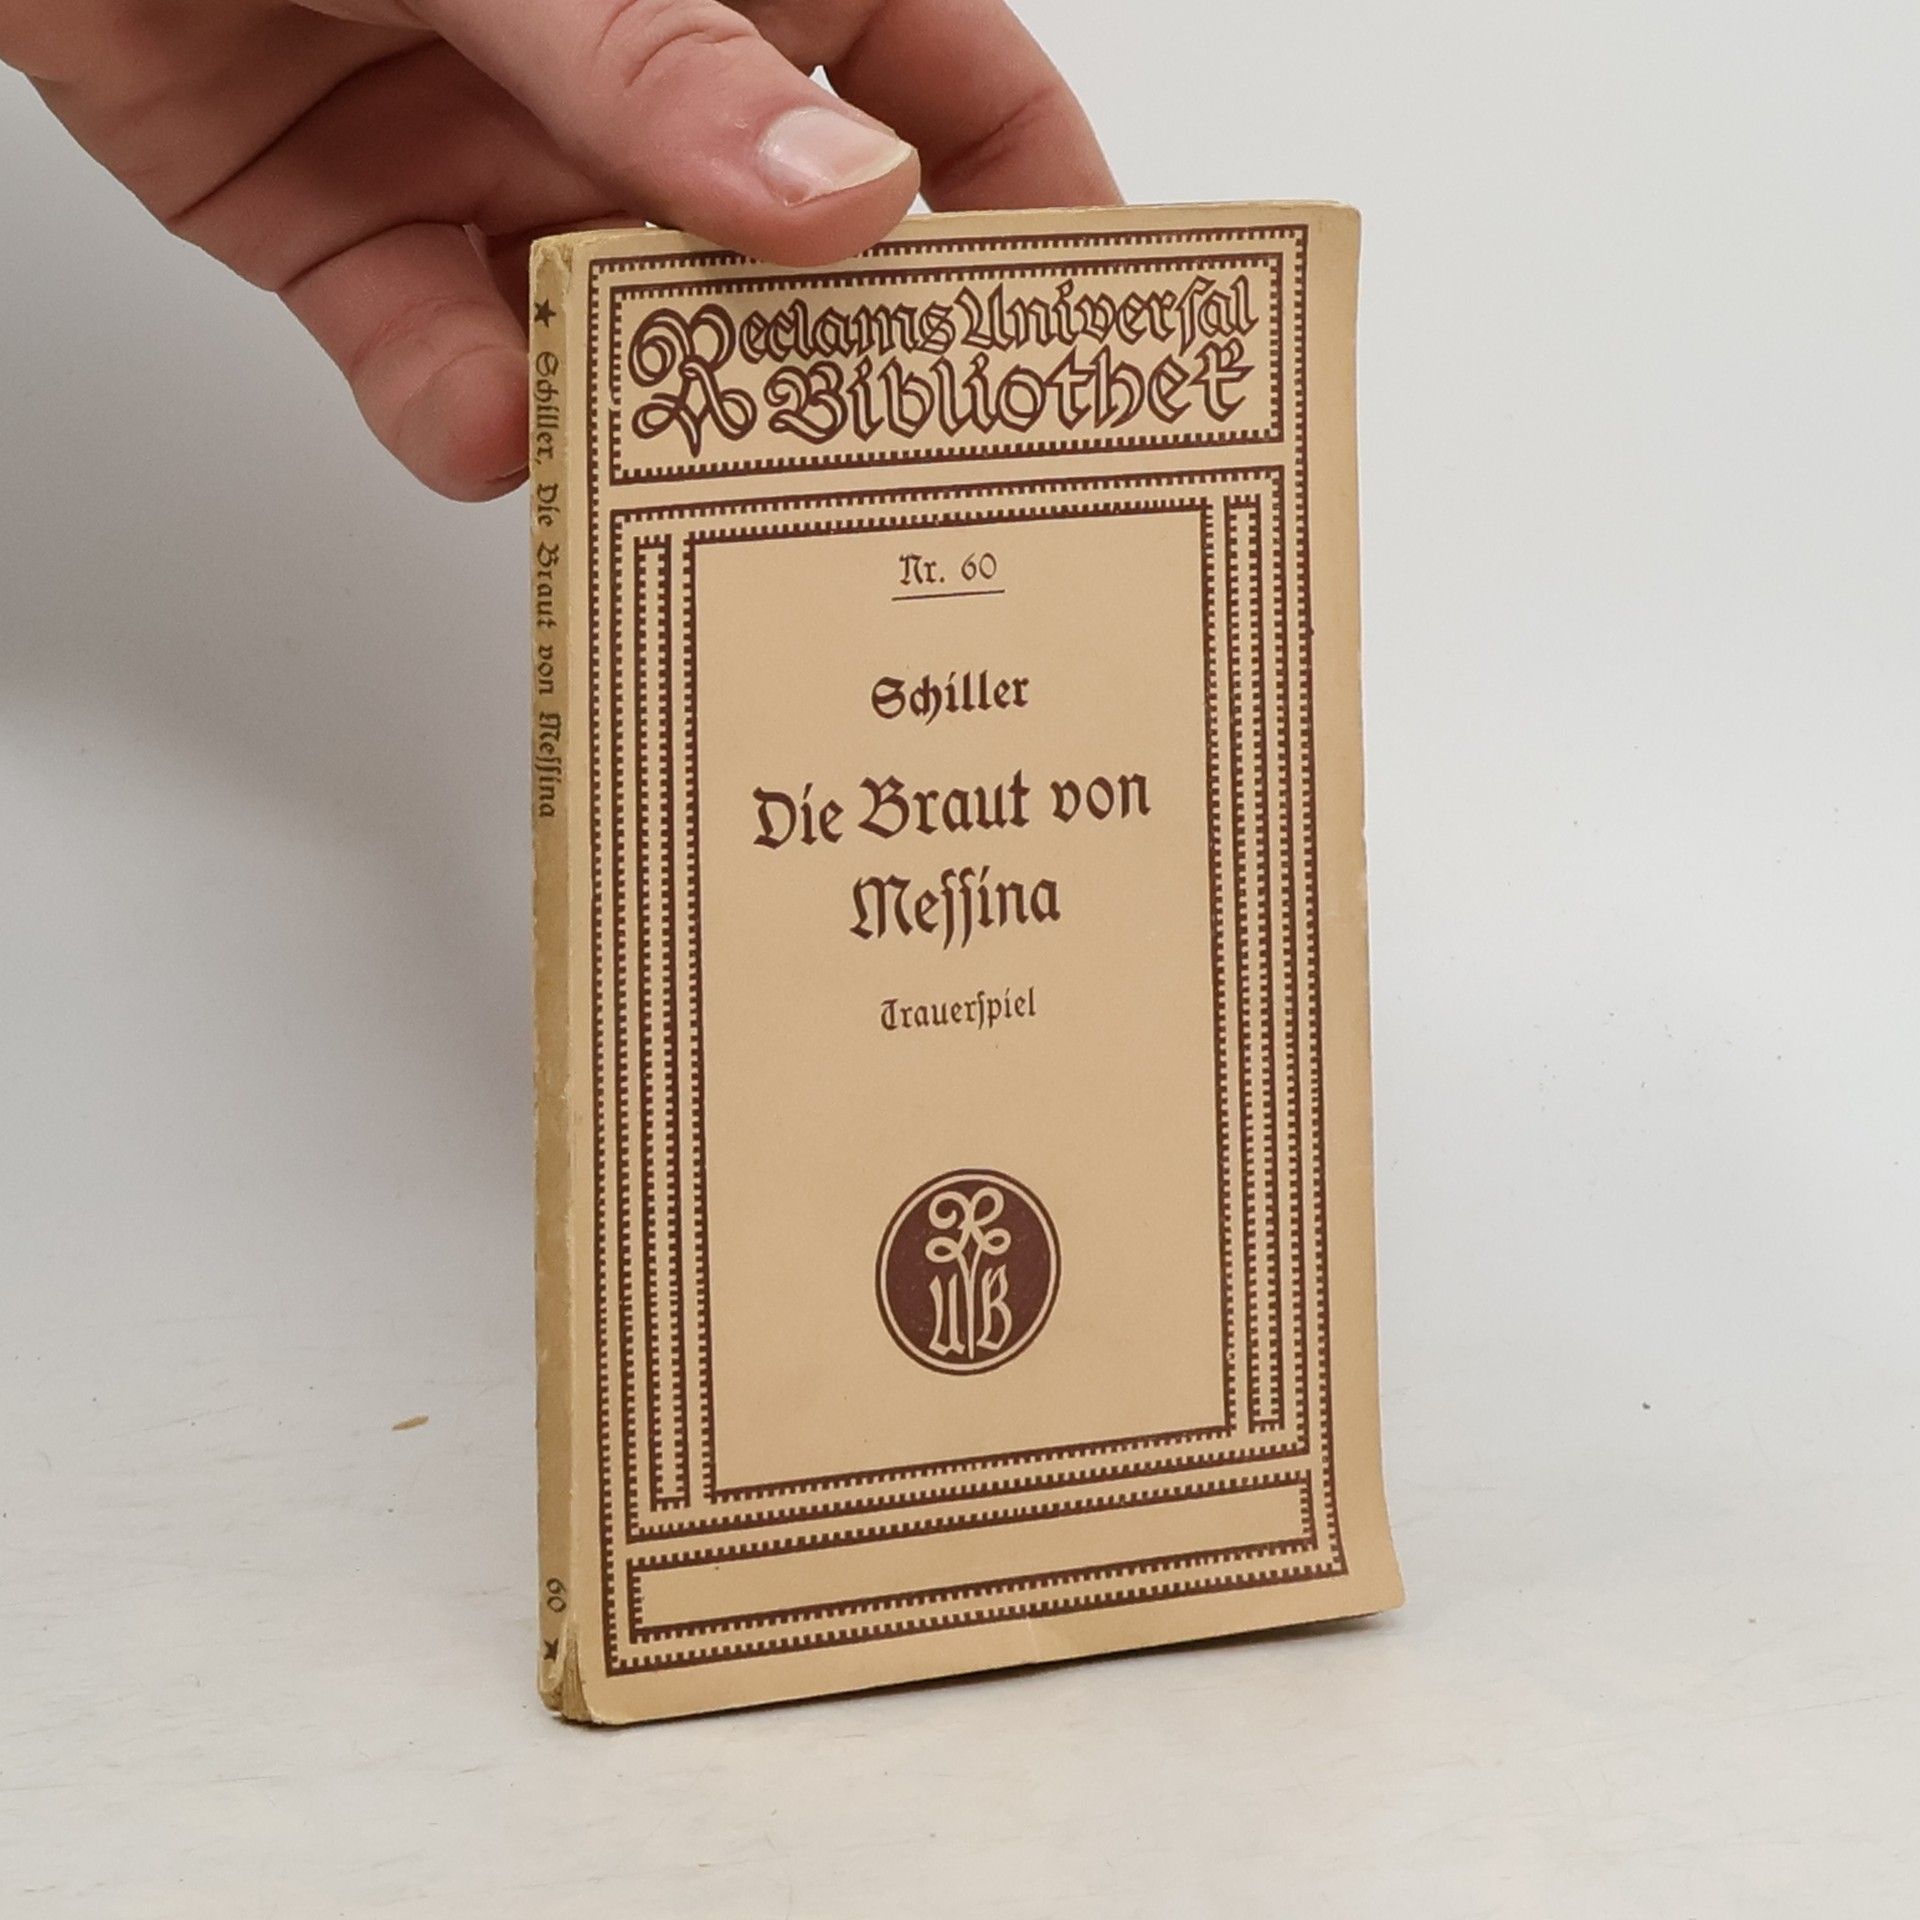 Reclams Universal
Bibliothek
Nr. 60
Schiller
Die Braut von
Meſſina
Trauerſpiel
R
U B
★ Schiller, Die Braut von Meſſina 60 ★